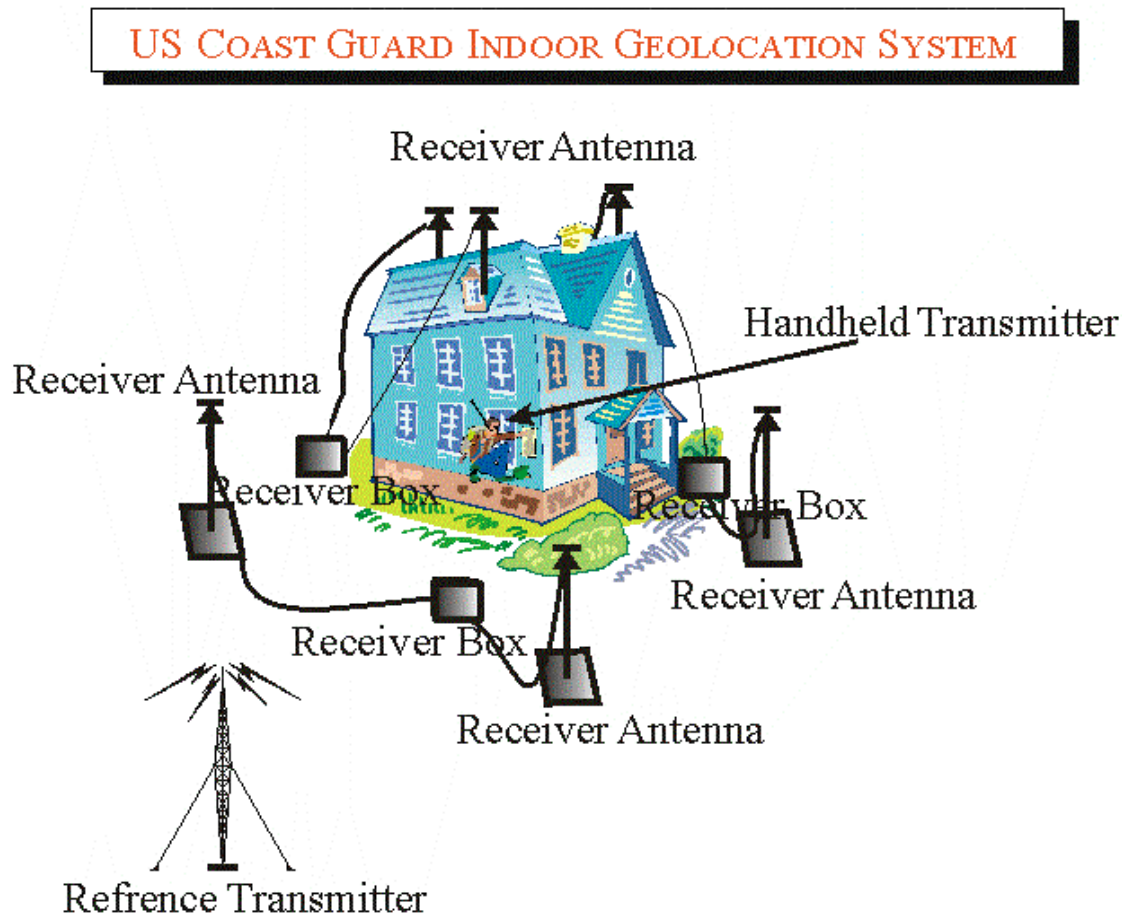 US COAST GUARD INDOOR GEOLOCATION SYSTEM
Receiver Antenna
Handheld Transmitter
Receiver Antenna
Receiver Box
Receiver Box
Receiver Antenna
Receiver Box
Receiver Antenna
Refrence Transmitter